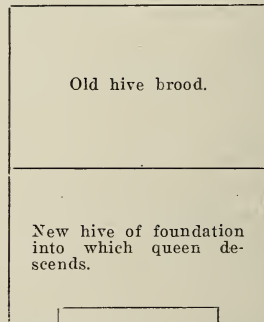 Old hive brood.
New hive of foundation
into which queen de-
scends.